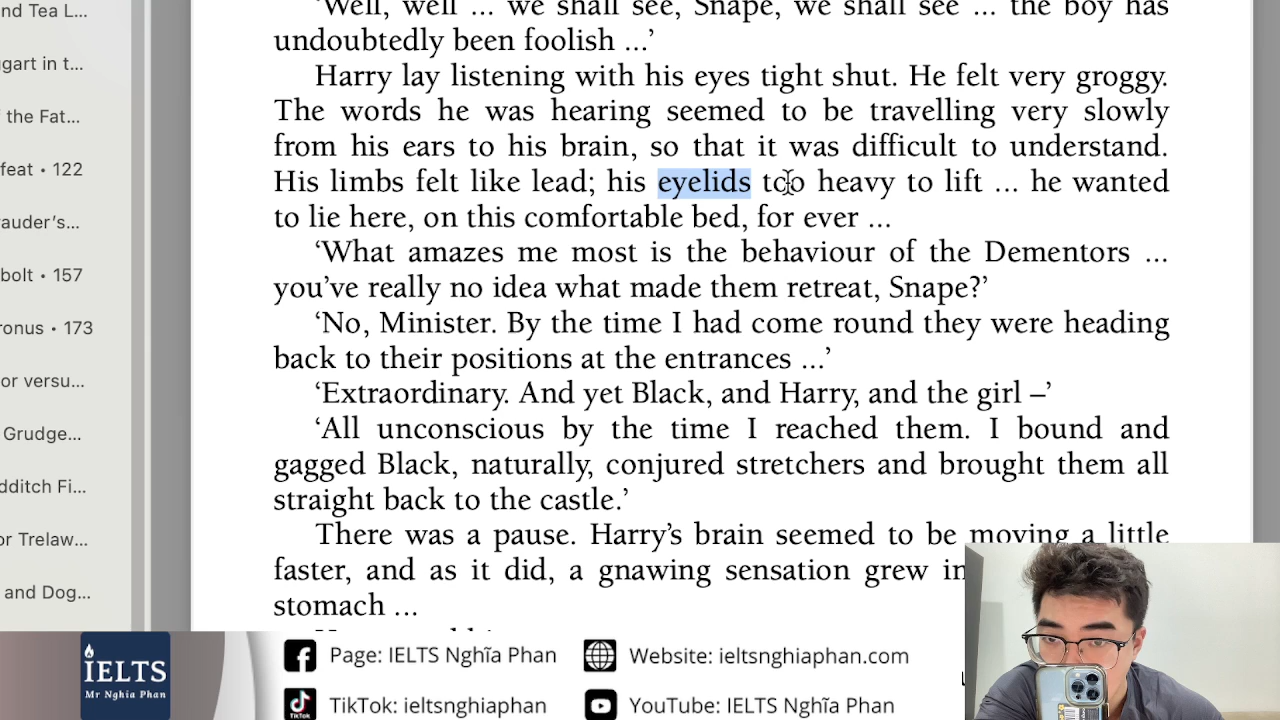 and Tea L...
gart in t...
the Fat...
feat • 122
rauder's...
bolt • 157
ronus • 173
or versu...
Grudge...
dditch Fi...
or Trelaw...
and Dog...
‘Well, well ... we shall see, Snape, we shall see ... the boy has
undoubtedly been foolish ...’
Harry lay listening with his eyes tight shut. He felt very groggy.
The words he was hearing seemed to be travelling very slowly
from his ears to his brain, so that it was difficult to understand.
His limbs felt like lead; his eyelids too heavy to lift ... he wanted
to lie here, on this comfortable bed, for ever ...
‘What amazes me most is the behaviour of the Dementors ...
you’ve really no idea what made them retreat, Snape?’
‘No, Minister. By the time I had come round they were heading
back to their positions at the entrances ...’
‘Extraordinary. And yet Black, and Harry, and the girl –’
‘All unconscious by the time I reached them. I bound and
gagged Black, naturally, conjured stretchers and brought them all
straight back to the castle.’
There was a pause. Harry’s brain seemed to be moving a little
faster, and as it did, a gnawing sensation grew in
stomach ...
IELTS
Mr Nghia Phan
Page: IELTS Nghĩa Phan
Website: ieltsnghiaphan.com
TikTok: ieltsnghiaphan
YouTube: IELTS Nghĩa Phan